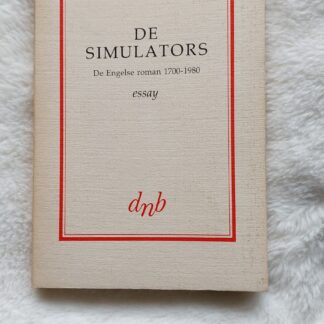 DE
SIMULATORS
De Engelse roman 1700-1980
essay
dnb